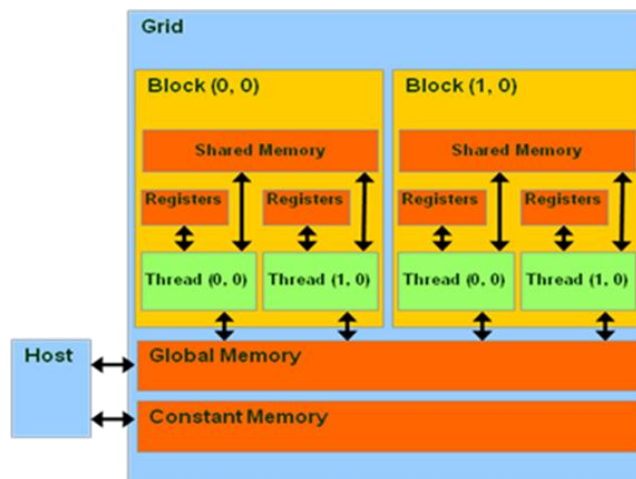 Grid
Block (0, 0)
Block (1, 0)
Shared Memory
Shared Memory
Registers
Registers
Registers
Registers
Thread (0, 0)
Thread (1, 0)
Thread (0, 0)
Thread (1, 0)
Host
Global Memory
Constant Memory